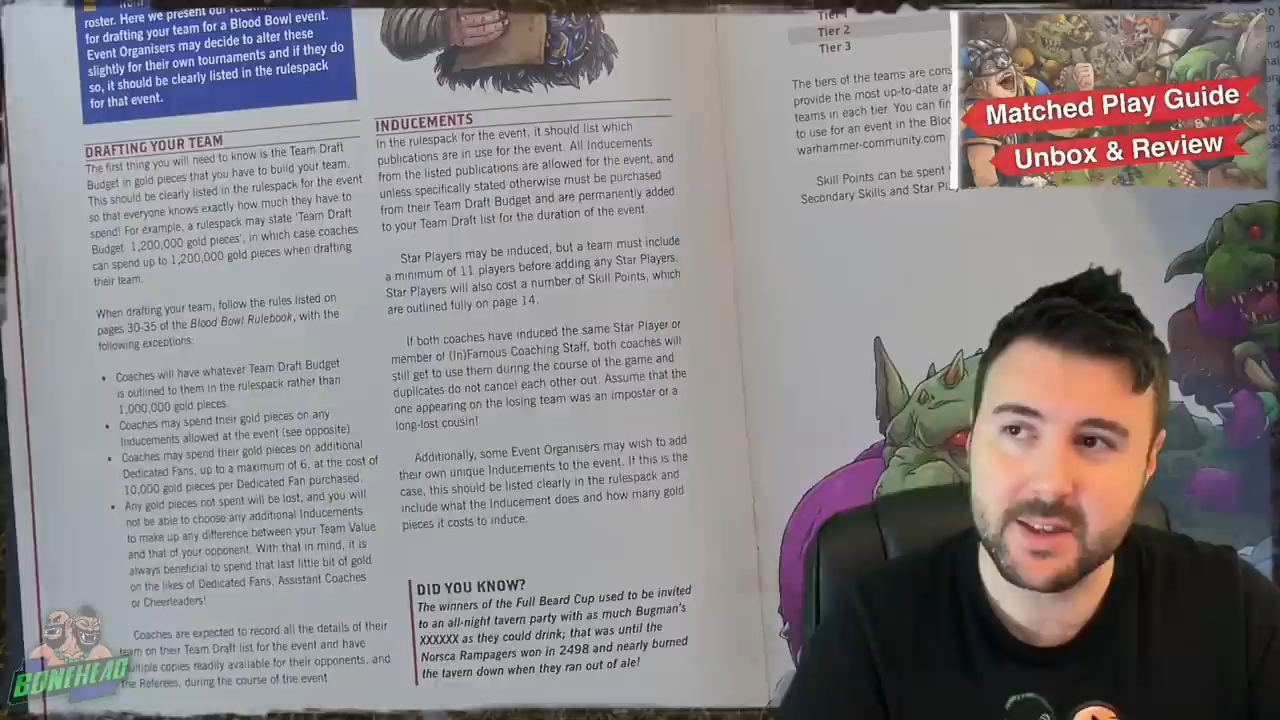 roster. Here we present our
for drafting your team for a Blood Bowl event.
Event Organisers may decide to alter these
slightly for their own tournaments and if they do
so, it should be clearly listed in the rulespack
for that event.
DRAFTING YOUR TEAM
The first thing you will need to know is the Team Draft
Budget in gold pieces that you have to build your team.
This should be clearly listed in the rulespack for the event
so that everyone knows exactly how much they have to
spend! For example, a rulespack may state 'Team Draft
Budget 1,200,000 gold pieces', in which case coaches
can spend up to 1,200,000 gold pieces when drafting
their team.
When drafting your team, follow the rules listed on
pages 30-35 of the Blood Bowl Rulebook, with the
following exceptions:
• Coaches will have whatever Team Draft Budget
is outlined to them in the rulespack rather than
1,000,000 gold pieces.
• Coaches may spend their gold pieces on any
Inducements allowed at the event (see opposite)
• Coaches may spend their gold pieces on additional
Dedicated Fans, up to a maximum of 6, at the cost of
10,000 gold pieces per Dedicated Fan purchased.
• Any gold pieces not spent will be lost, and you will
not be able to choose any additional Inducements
to make up any difference between your Team Value
and that of your opponent. With that in mind, it is
always beneficial to spend that last little bit of gold
on the likes of Dedicated Fans, Assistant Coaches
or Cheerleaders!
Coaches are expected to record all the details of their
team on their Team Draft list for the event and have
multiple copies readily available for their opponents, and
the Referees, during the course of the event
INDUCEMENTS
In the rulespack for the event, it should list which
publications are in use for the event. All Inducements
from the listed publications are allowed for the event, and
unless specifically stated otherwise must be purchased
from their Team Draft Budget and are permanently added
to your Team Draft list for the duration of the event.
Star Players may be induced, but a team must include
a minimum of 11 players before adding any Star Players.
Star Players will also cost a number of Skill Points, which
are outlined fully on page 14.
If both coaches have induced the same Star Player or
member of (In)Famous Coaching Staff, both coaches will
still get to use them during the course of the game and
duplicates do not cancel each other out. Assume that the
one appearing on the losing team was an imposter or a
long-lost cousin!
Additionally, some Event Organisers may wish to add
their own unique Inducements to the event. If this is the
case, this should be listed clearly in the rulespack and
include what the Inducement does and how many gold
pieces it costs to induce.
DID YOU KNOW?
The winners of the Full Beard Cup used to be invited
to an all-night tavern party with as much Bugman's
XXXXXX as they could drink; that was until the
Norsca Rampagers won in 2498 and nearly burned
the tavern down when they ran out of ale!
Tier 1
Tier 2
Tier 3
The tiers of the teams are
provide the most up-to-date
teams in each tier. You can
to use for an event in the
warhammer-community.com
Skill Points can be spent
Secondary Skills and Star
Matched Play Guide
Unbox & Review
BONEHEAD